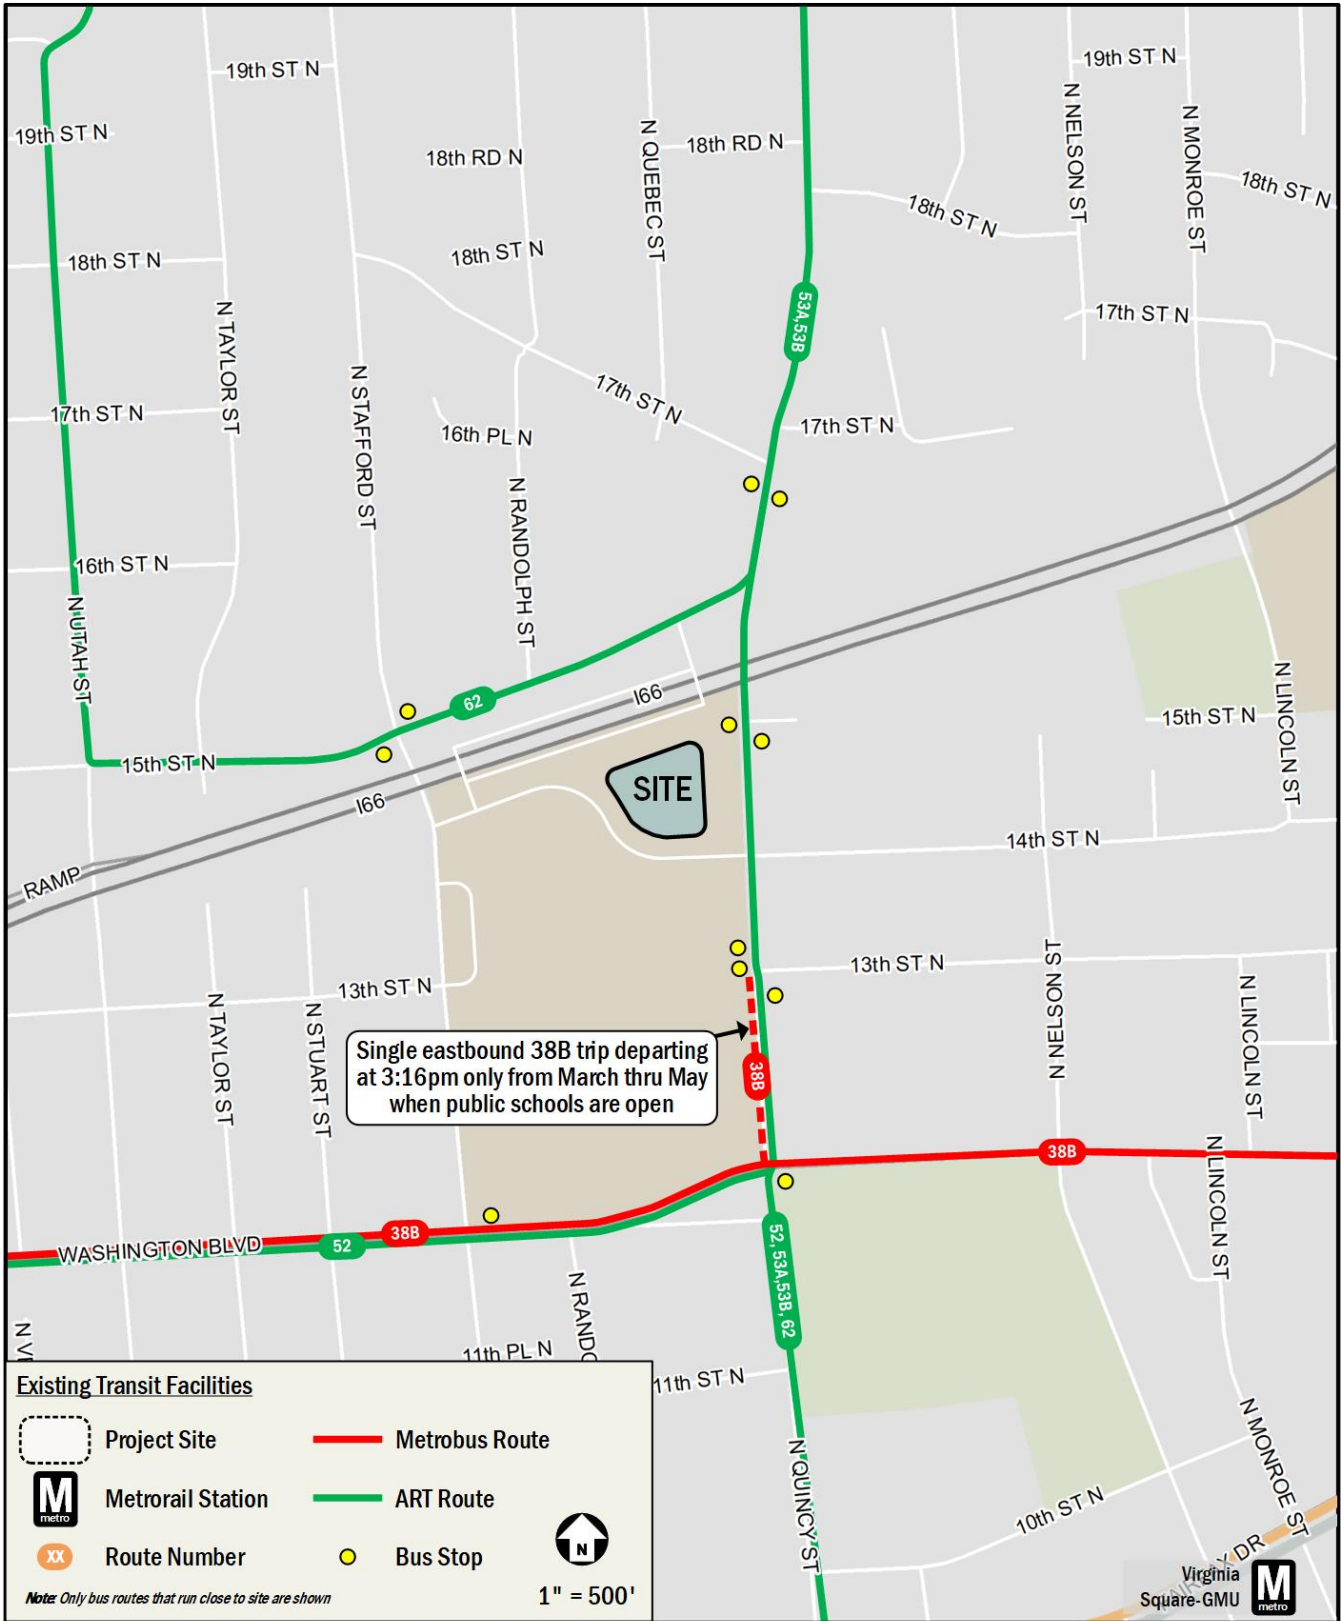 19th ST N
19th ST N
19th ST N
18th RD N
18th RD N
N QUEBEC ST
N NELSON ST
N MONROE ST
18th ST N
18th ST N
18th ST N
18th ST N
53A,53B
17th ST N
N TAYLOR ST
N STAFFORD ST
17th ST N
17th ST N
17th ST N
16th PL N
N RANDOLPH ST
16th ST N
N UTAH ST
62
I66
15th ST N
N LINCOLN ST
15th ST N
SITE
I66
14th ST N
RAMP
13th ST N
13th ST N
N NELSON ST
N LINCOLN ST
N TAYLOR ST
N STUART ST
Single eastbound 38B trip departing
at 3:16pm only from March thru May
when public schools are open
38B
38B
N LINCOLN ST
38B
52
WASHINGTON BLVD
52, 53A,53B, 62
N RANDO
11th PL N
11th ST N
N QUINCY ST
N MONROE ST
10th ST N
Existing Transit Facilities
Project Site
Metrobus Route
M
metro
Metrorail Station
ART Route
XX
Route Number
Bus Stop
N
Note: Only bus routes that run close to site are shown
1" = 500'
Virginia
Square-GMU
M
metro